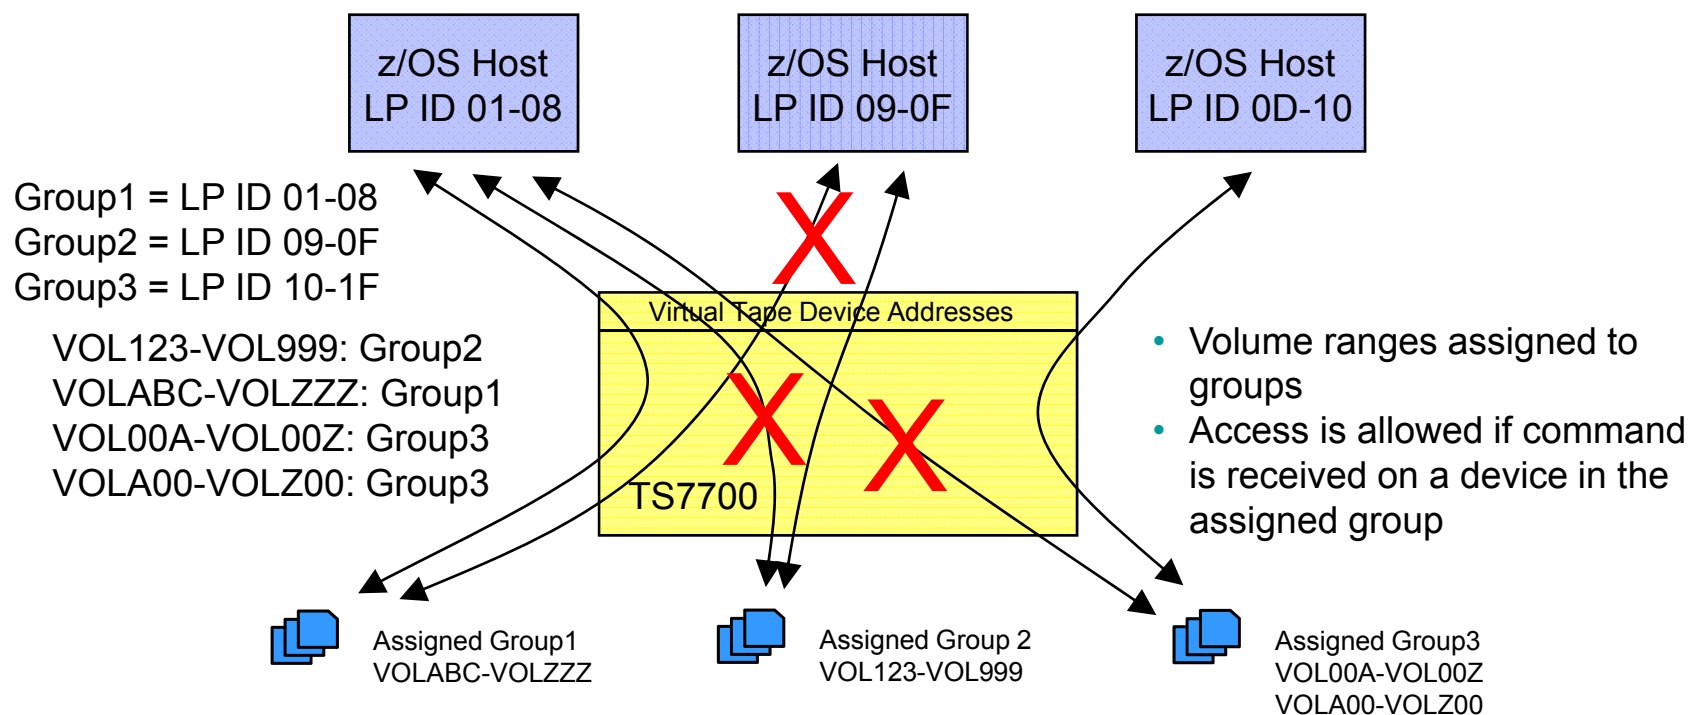 z/OS Host
LP ID 01-08
z/OS Host
LP ID 09-0F
z/OS Host
LP ID 0D-10
Group1 = LP ID 01-08
Group2 = LP ID 09-0F
Group3 = LP ID 10-1F
VOL123-VOL999: Group2
VOLABC-VOLZZZ: Group1
VOL00A-VOL00Z: Group3
VOLA00-VOLZ00: Group3
X
Virtual Tape Device Addresses
X
X
TS7700
• Volume ranges assigned to
groups
• Access is allowed if command
is received on a device in the
assigned group
Assigned Group1
VOLABC-VOLZZZ
Assigned Group 2
VOL123-VOL999
Assigned Group3
VOL00A-VOL00Z
VOLA00-VOLZ00